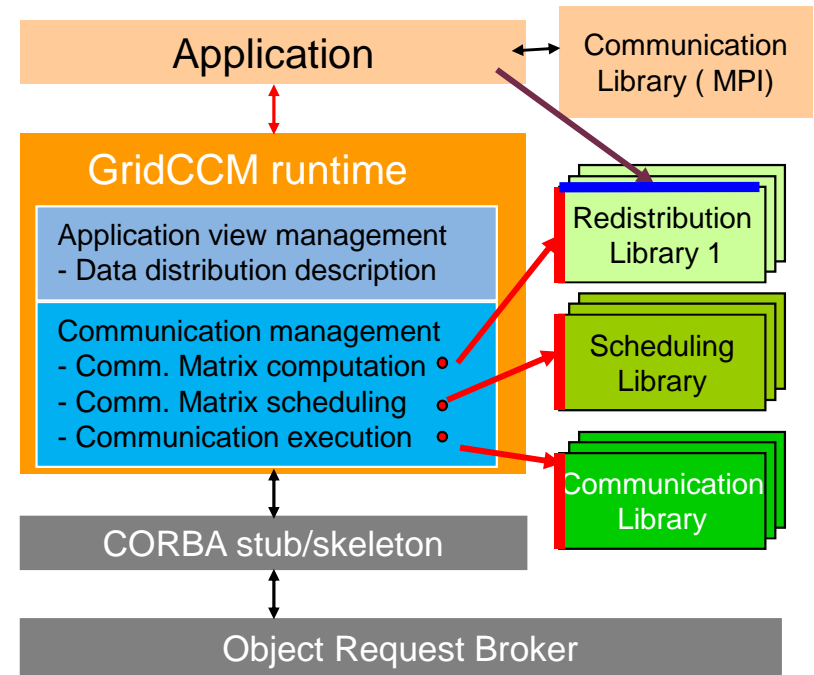 Application
Communication
Library ( MPI)
GridCCM runtime
Application view management
- Data distribution description
Communication management
- Comm. Matrix computation
- Comm. Matrix scheduling
- Communication execution
Redistribution
Library 1
Scheduling
Library
Communication
Library
CORBA stub/skeleton
Object Request Broker